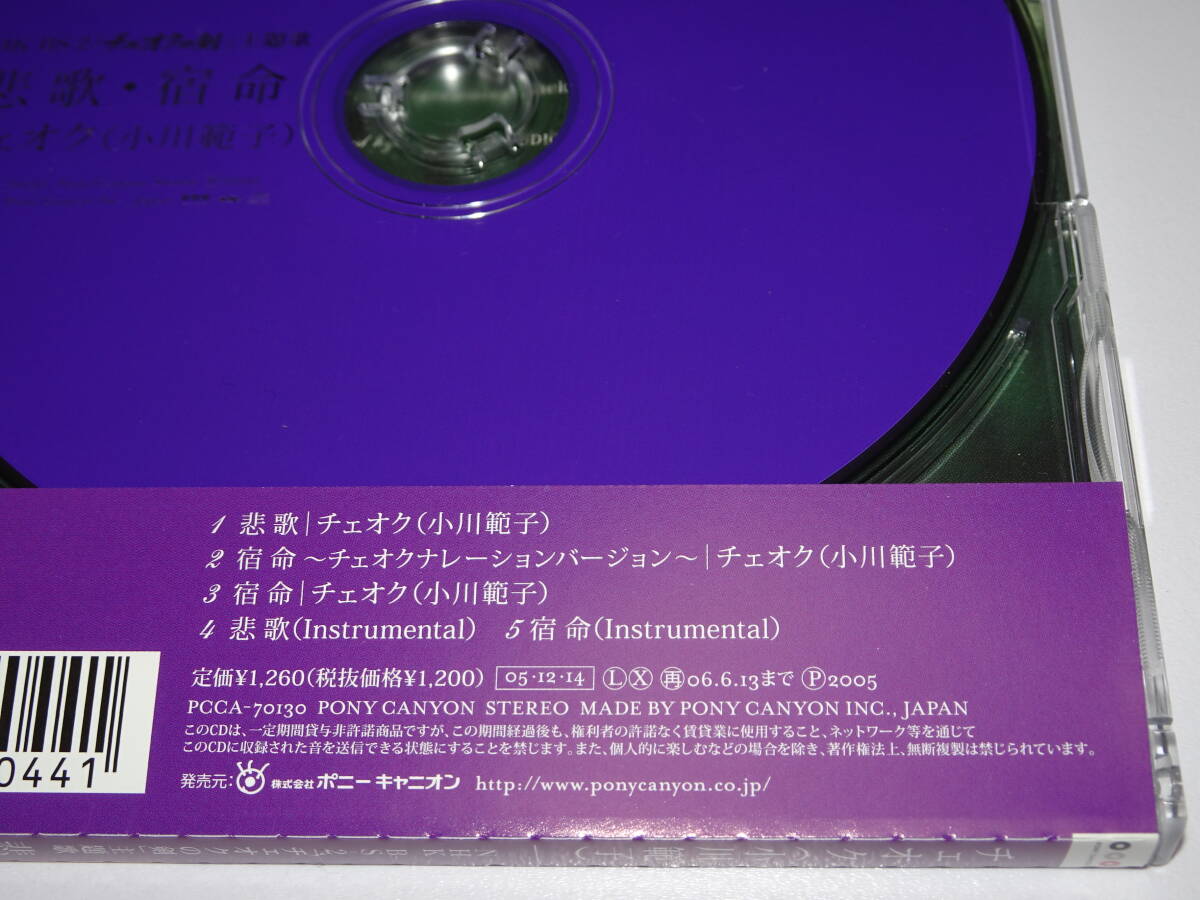 悲歌・宿命
チェオク(小川範子)
1 悲歌|チェオク(小川範子)
2 宿命～チェオクナレーションバージョン～|チェオク(小川範子)
3 宿命|チェオク(小川範子)
4 悲歌(Instrumental) 5 宿命(Instrumental)
定価¥1,260(税抜価格¥1,200) 05・12・14 Ⓛ Ⓧ ㊢06.6.13まで Ⓟ2005
PCCA-70130 PONY CANYON STEREO MADE BY PONY CANYON INC., JAPAN
このCDは、一定期間貸与非許諾商品ですが、この期間経過後も、権利者の許諾なく賃貸業に使用すること、ネットワーク等を通じて
このCDに収録された音を送信できる状態にすることを禁じます。また、個人的に楽しむなどの場合を除き、著作権法上、無断複製は禁じられています。
0441
発売元: 株式会社 ポニーキャニオン http://www.ponycanyon.co.jp/